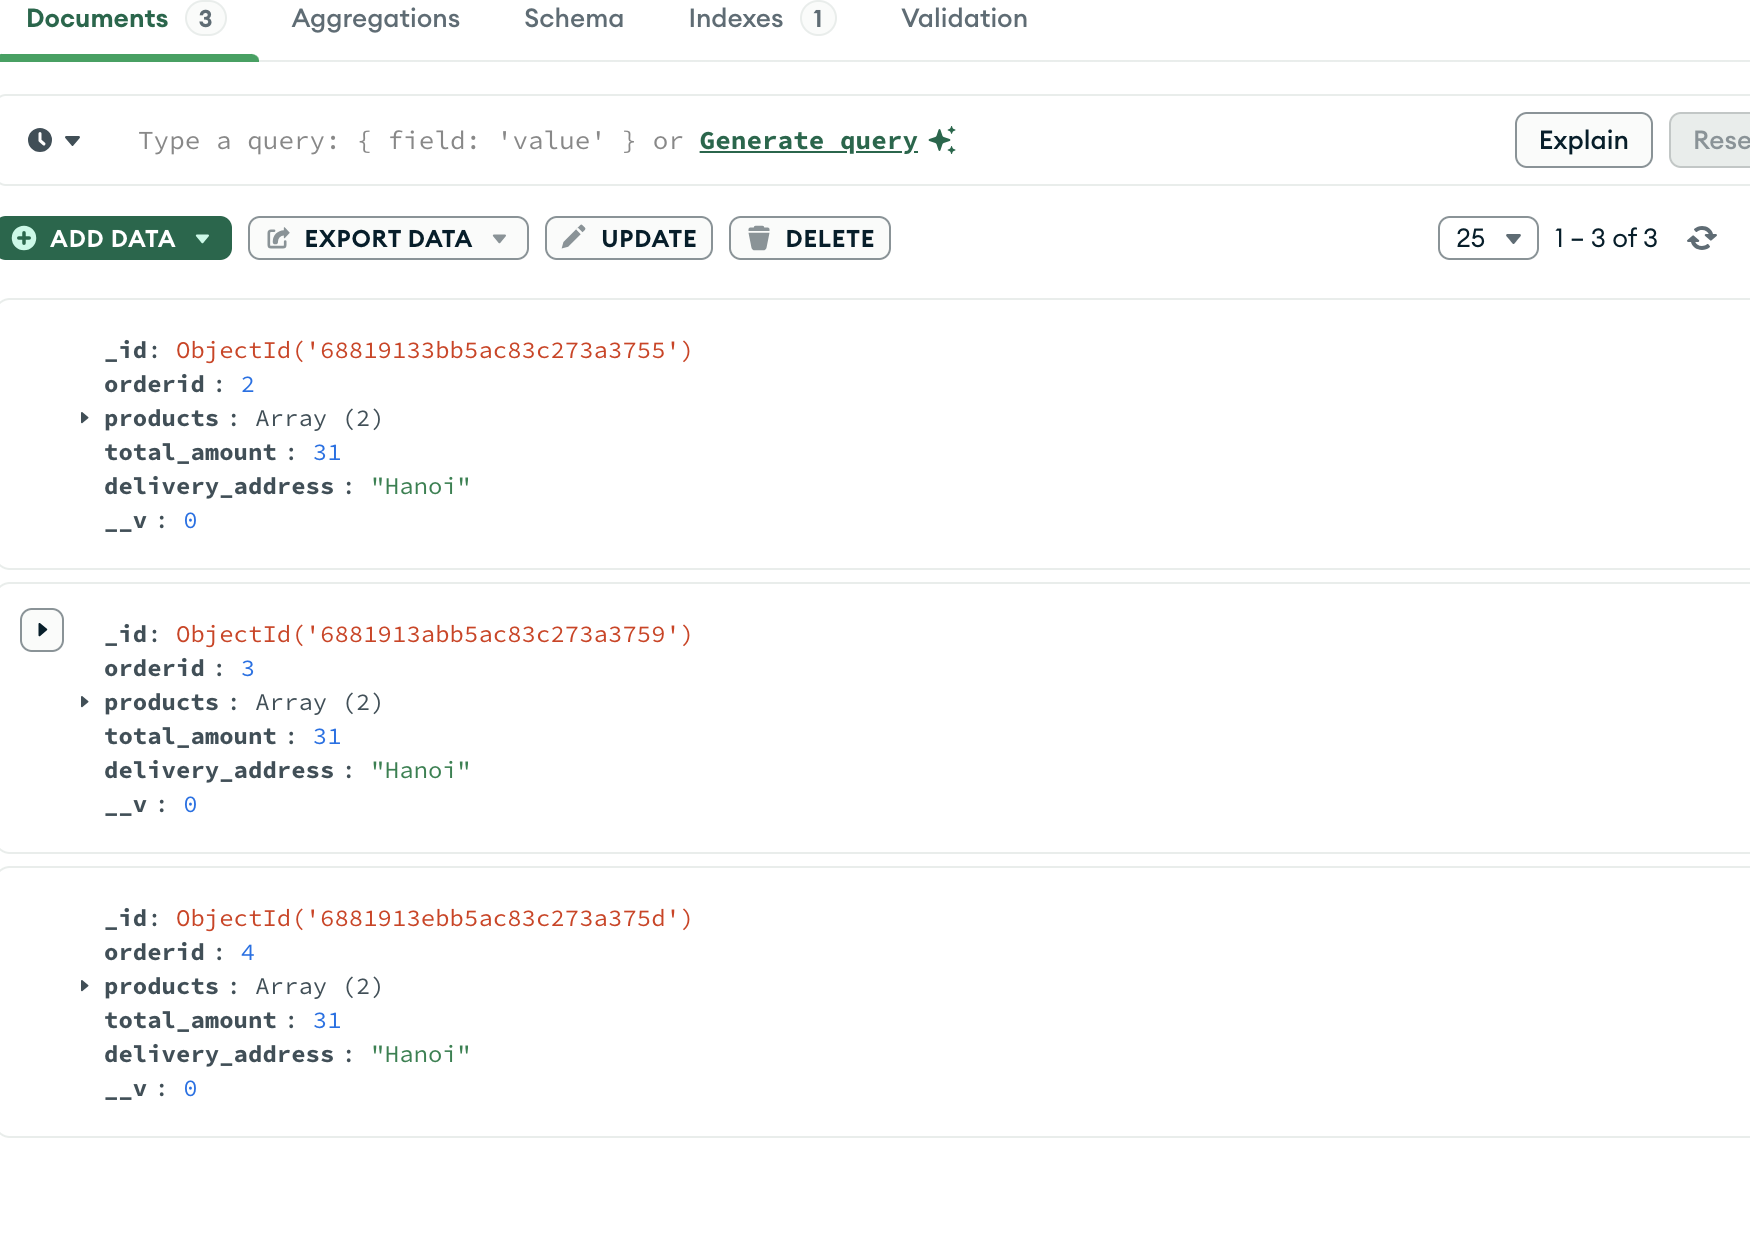 Documents 3 Aggregations Schema Indexes 1 Validation
Type a query: { field: 'value' } or Generate query Explain Rese
ADD DATA EXPORT DATA UPDATE DELETE 25 1 – 3 of 3
_id: ObjectId('68819133bb5ac83c273a3755')
orderid : 2
products : Array (2)
total_amount : 31
delivery_address : "Hanoi"
__v : 0
_id: ObjectId('6881913abb5ac83c273a3759')
orderid : 3
products : Array (2)
total_amount : 31
delivery_address : "Hanoi"
__v : 0
_id: ObjectId('6881913ebb5ac83c273a375d')
orderid : 4
products : Array (2)
total_amount : 31
delivery_address : "Hanoi"
__v : 0